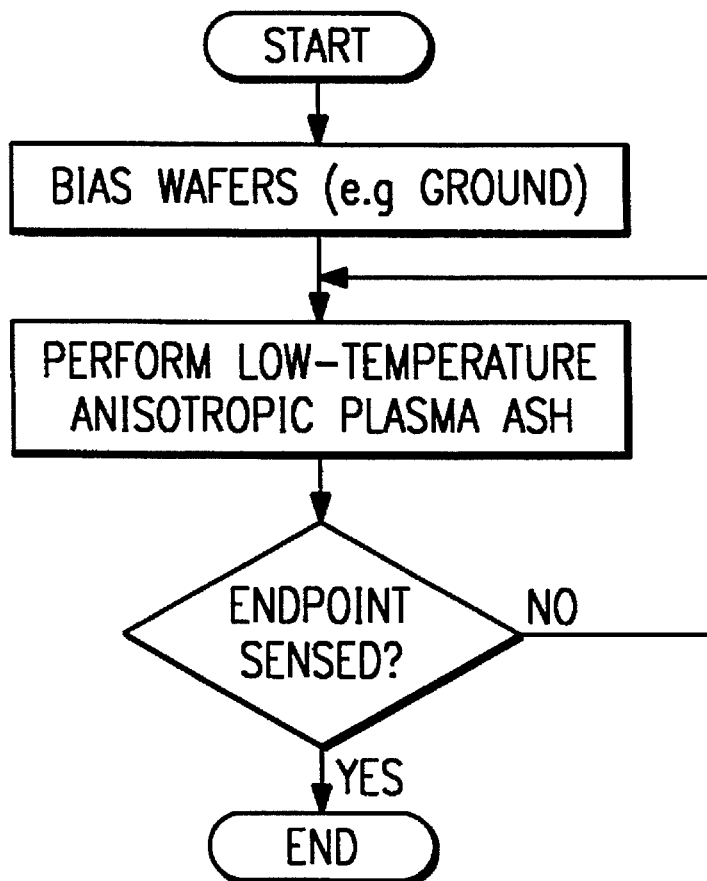 START
BIAS WAFERS (e.g GROUND)
PERFORM LOW-TEMPERATURE
ANISOTROPIC PLASMA ASH
ENDPOINT
SENSED?
NO
YES
END